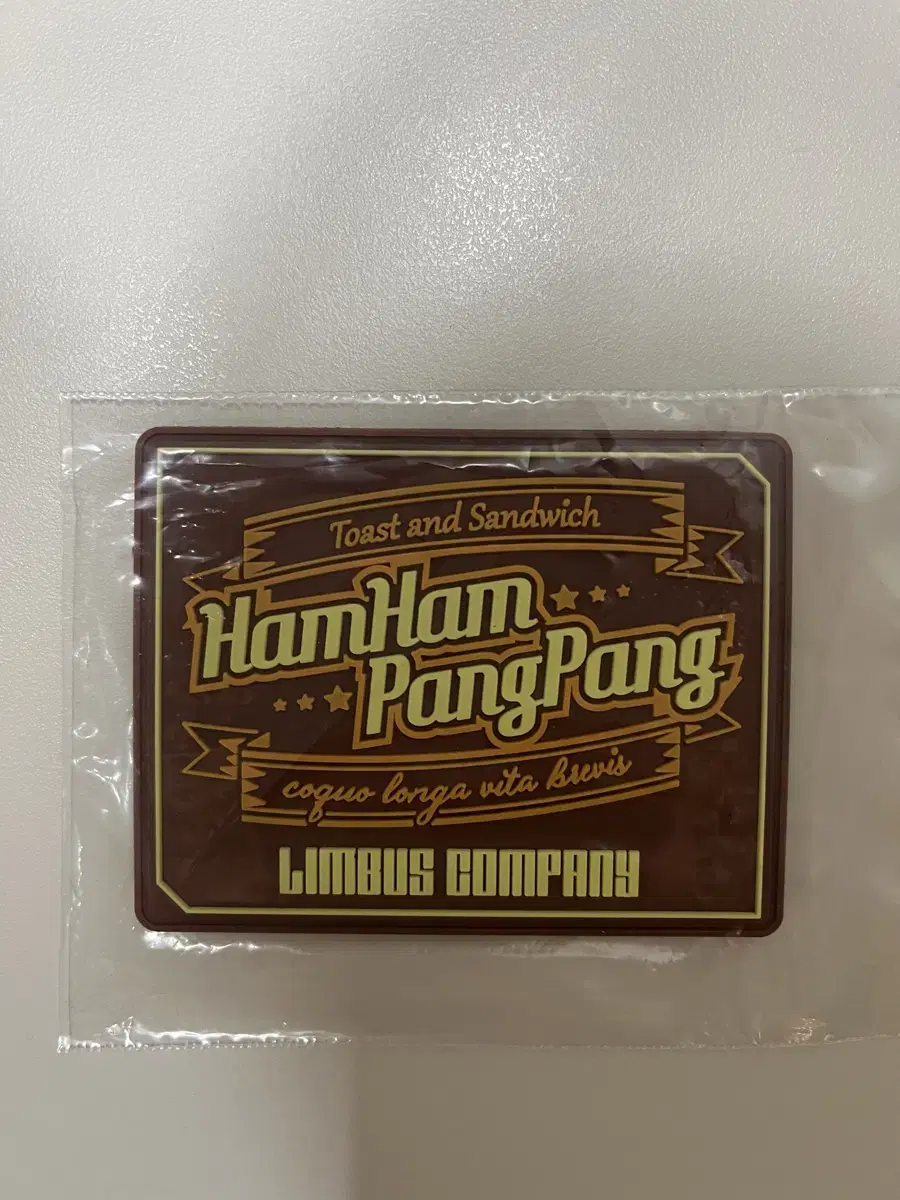 Toast and Sandwich
HamHam
PangPang
coquo longa vita brevis
LIMBUS COMPANY